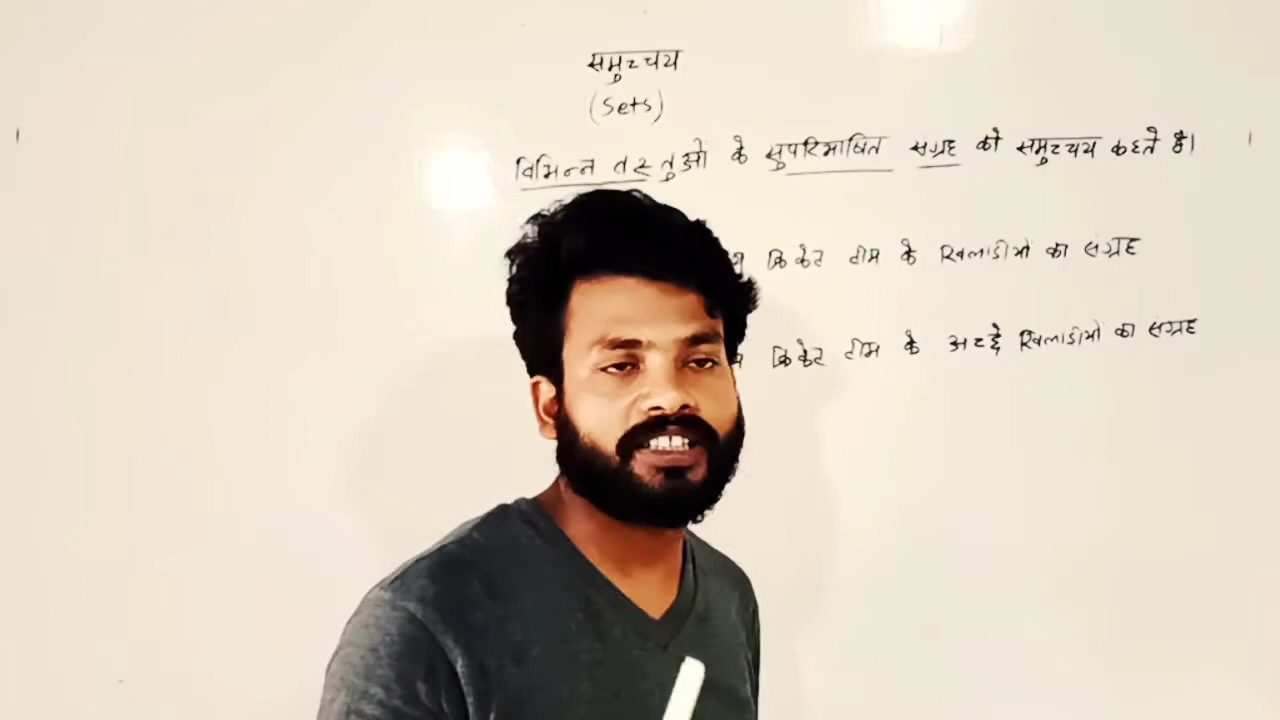 समुच्चय
(Sets)
विभिन्न वस्तुओ के सुपरिभाषित संग्रह को समुच्चय कहते है।
क्रिकेट टीम के खिलाडीयों का संग्रह
क्रिकेट टीम के अच्छे खिलाडीयो का संग्रह